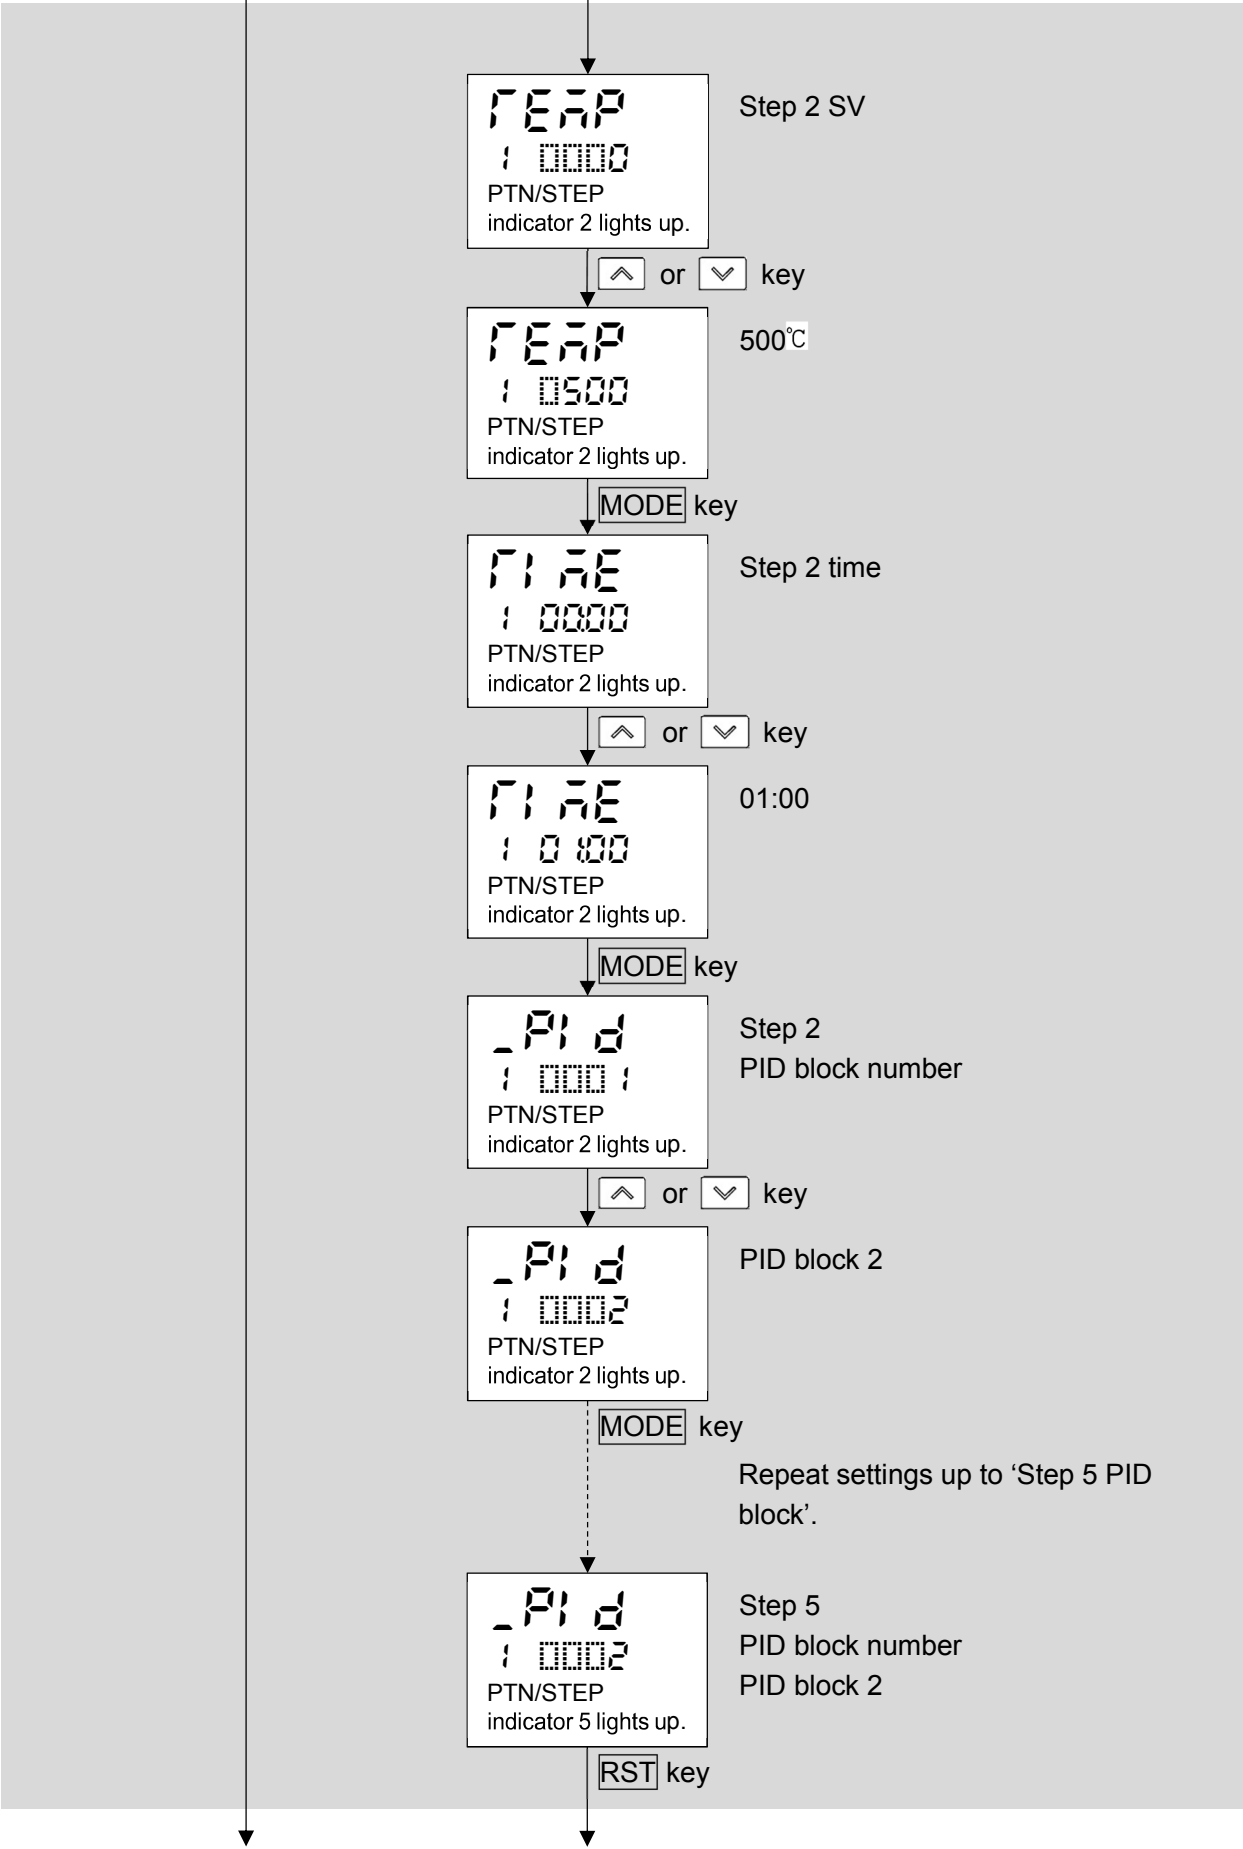 TEMP
Step 2 SV
1 0000
PTN/STEP
indicator 2 lights up.
or key
TEMP
500℃
1 0500
PTN/STEP
indicator 2 lights up.
MODE key
TIME
Step 2 time
1 00:00
PTN/STEP
indicator 2 lights up.
or key
TIME
01:00
1 01:00
PTN/STEP
indicator 2 lights up.
MODE key
_PId
Step 2
PID block number
1 0001
PTN/STEP
indicator 2 lights up.
or key
_PId
PID block 2
1 0002
PTN/STEP
indicator 2 lights up.
MODE key
Repeat settings up to ‘Step 5 PID
block’.
_PId
Step 5
PID block number
PID block 2
1 0002
PTN/STEP
indicator 5 lights up.
RST key